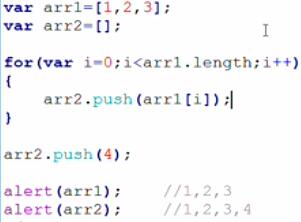 var arr1=[1,2,3];
var arr2=[];
for(var i=0;i<arr1.length;i++)
{
arr2.push(arr1[i]);
}
arr2.push(4);
alert(arr1); //1,2,3
alert(arr2); //1,2,3,4